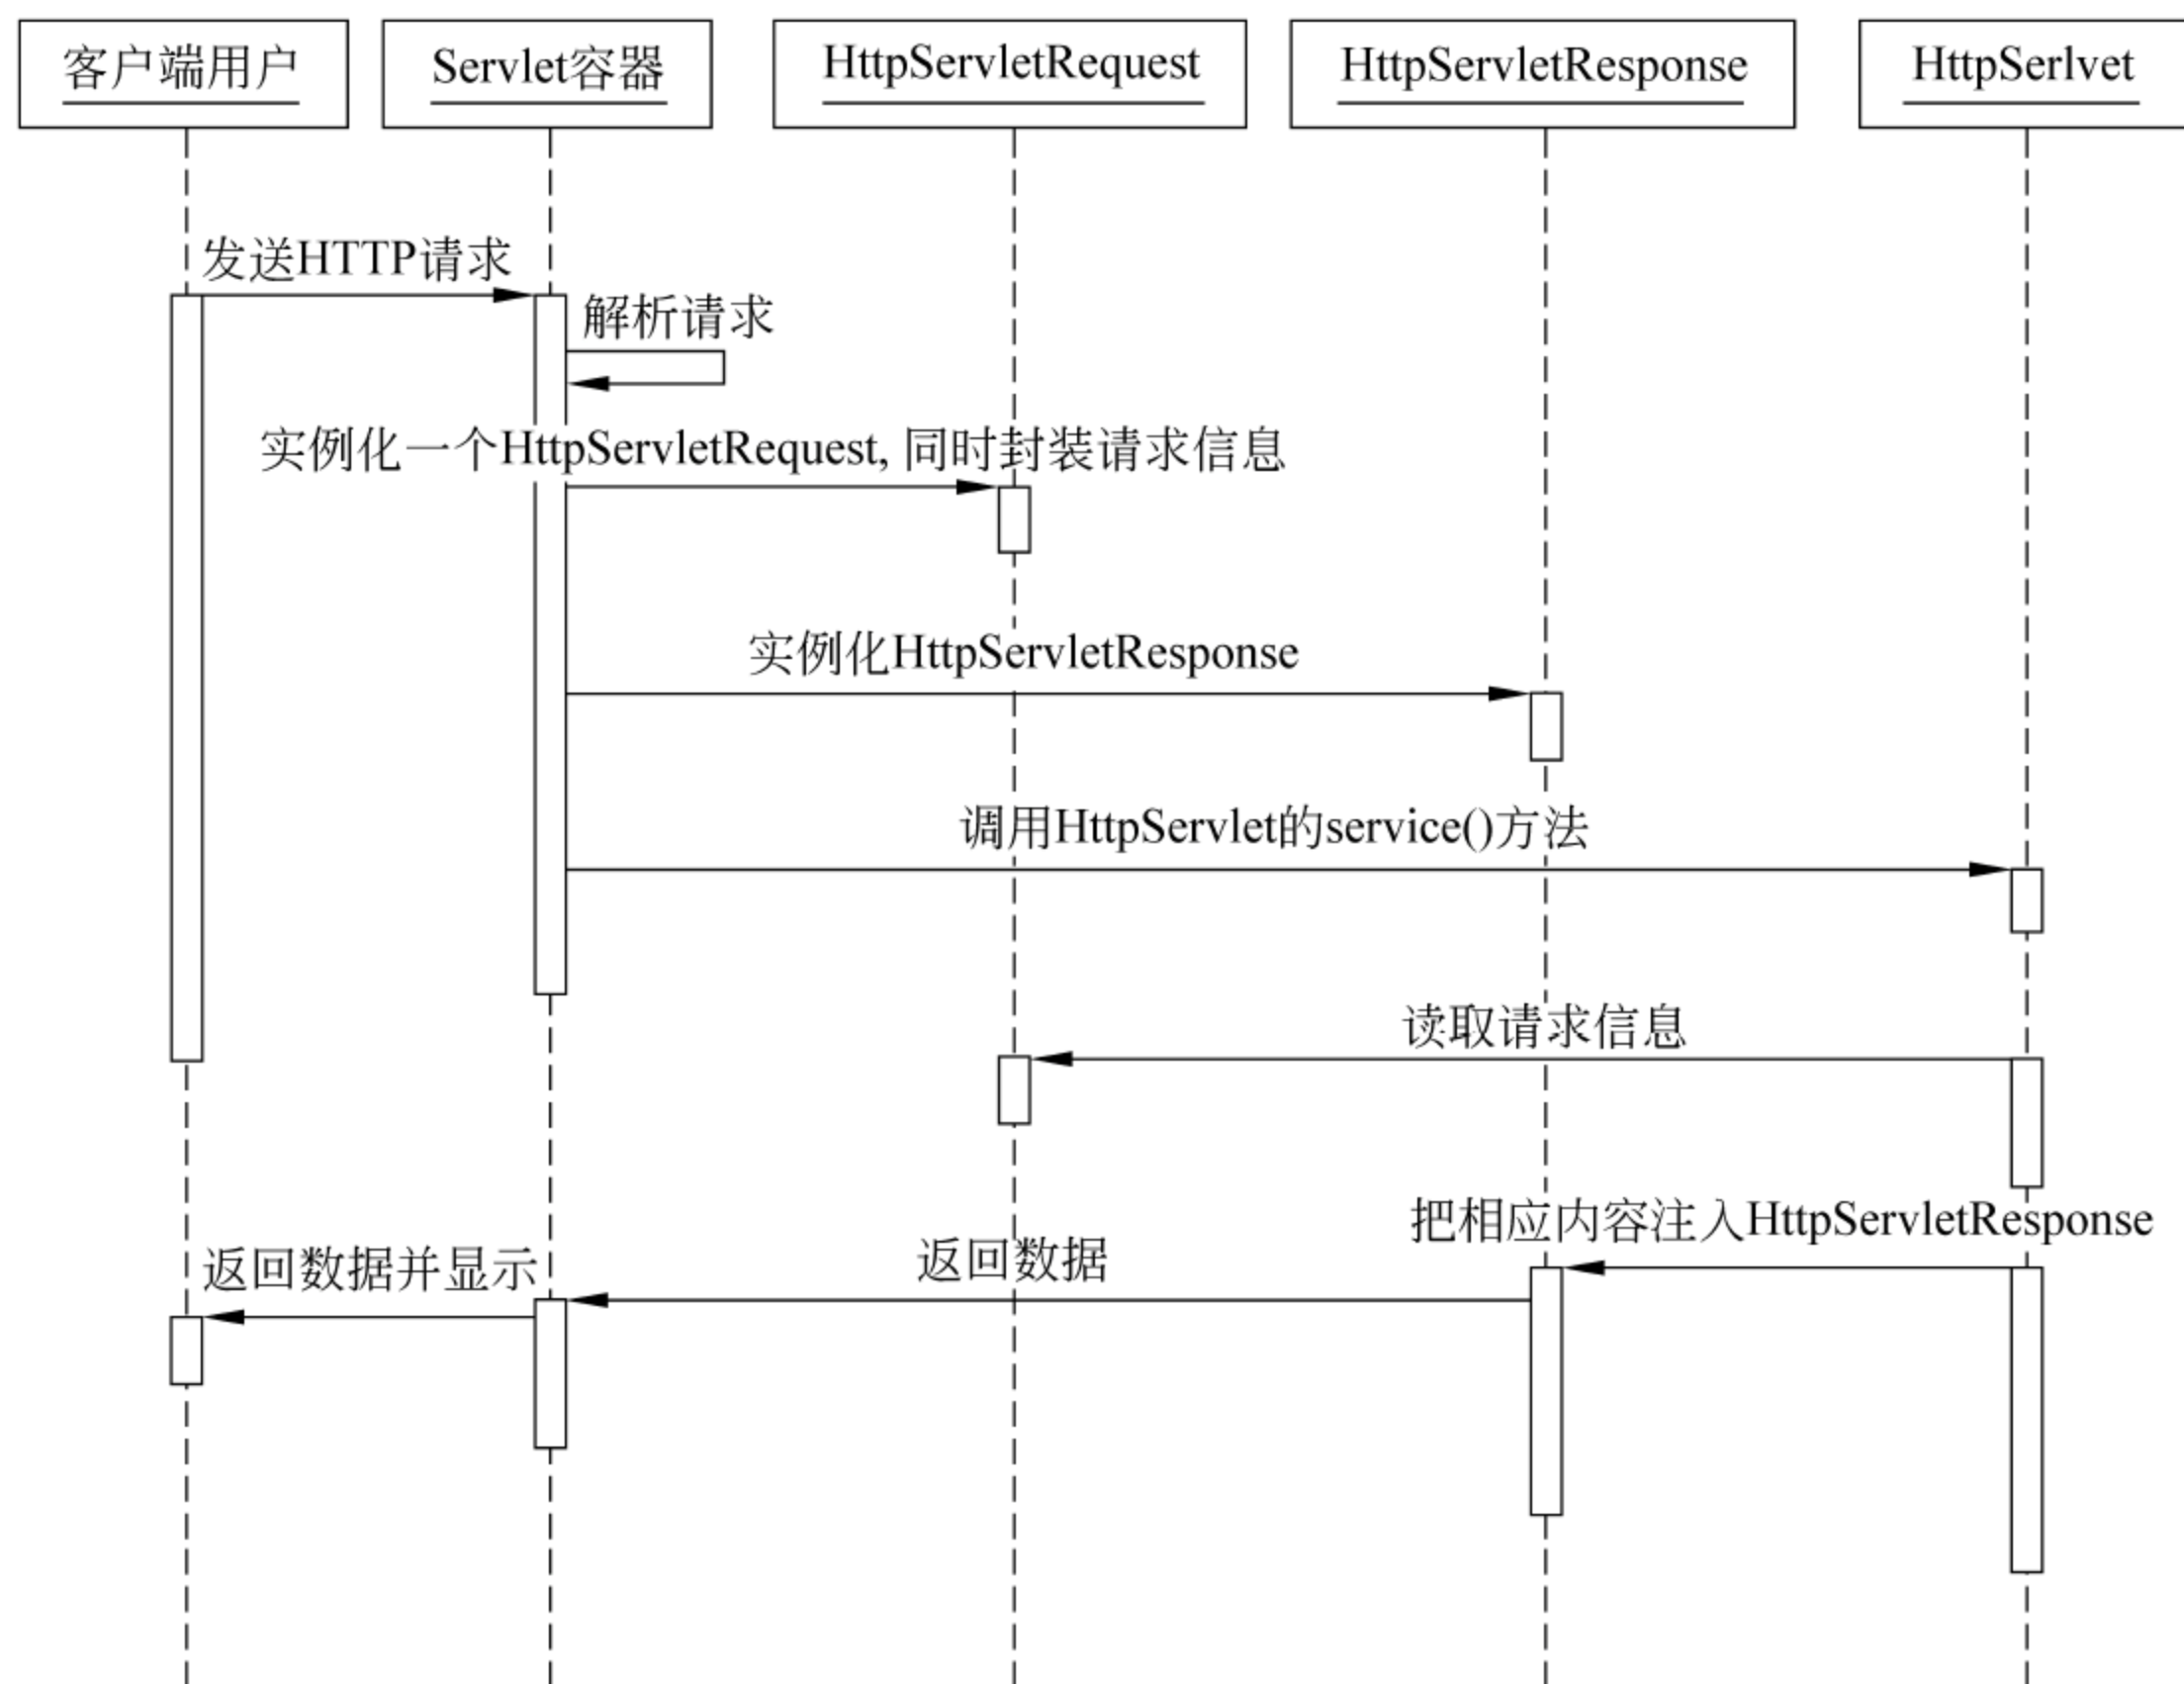 客户端用户
Servlet容器
HttpServletRequest
HttpServletResponse
HttpSerlvet
发送HTTP请求
解析请求
实例化一个HttpServletRequest, 同时封装请求信息
实例化HttpServletResponse
调用HttpServlet的service()方法
读取请求信息
把相应内容注入HttpServletResponse
返回数据
返回数据并显示